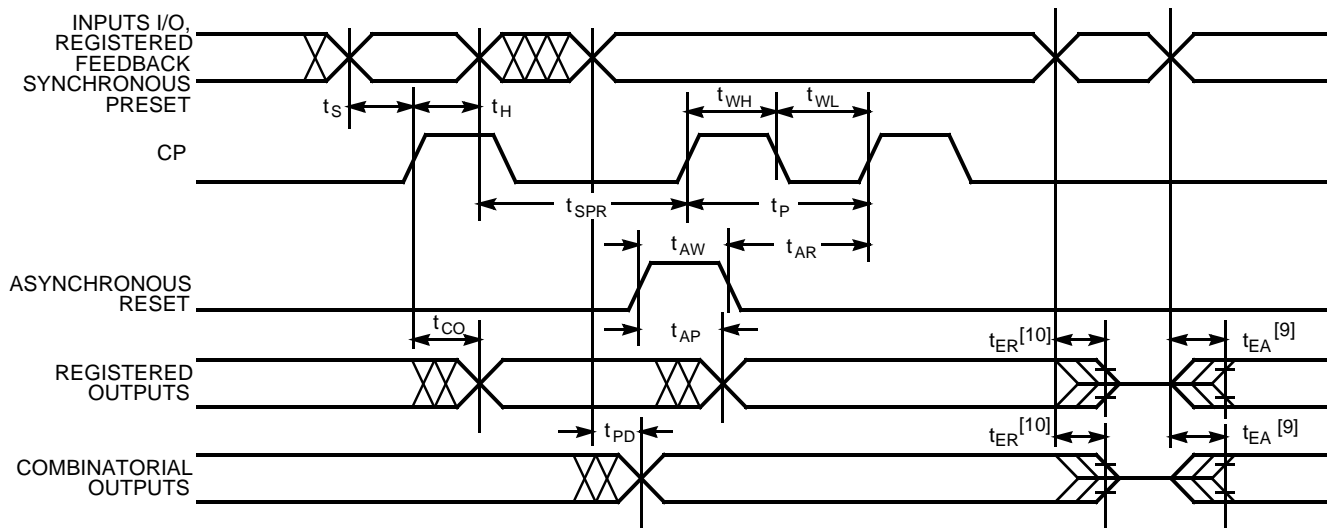 INPUTS I/O,
REGISTERED
FEEDBACK
SYNCHRONOUS
PRESET
tS
tH
tWH
tWL
CP
tSPR
tP
tAW
tAR
ASYNCHRONOUS
RESET
tCO
tAP
tER[10]
tEA[9]
REGISTERED
OUTPUTS
tPD
tER[10]
tEA[9]
COMBINATORIAL
OUTPUTS